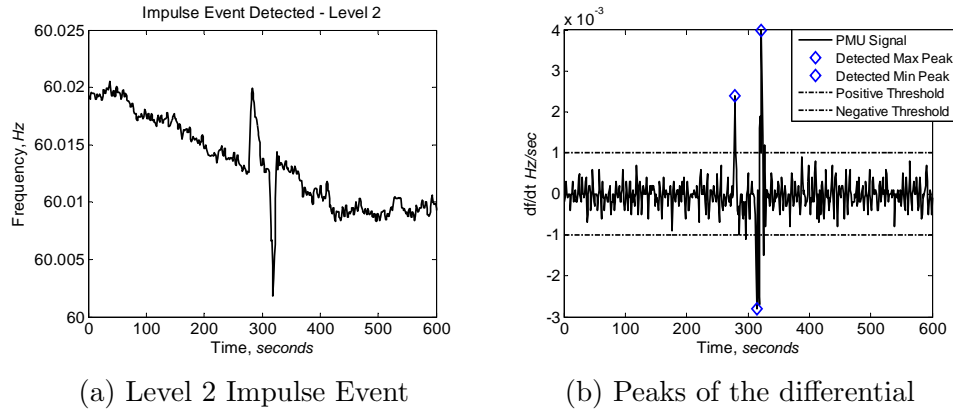 Impulse Event Detected - Level 2
60.025
60.02
60.015
60.01
60.005
60
Frequency, Hz
0 100 200 300 400 500 600
Time, seconds
(a) Level 2 Impulse Event
x 10-3
4
3
2
1
0
-1
-2
-3
df/dt Hz/sec
PMU Signal
Detected Max Peak
Detected Min Peak
Positive Threshold
Negative Threshold
0 100 200 300 400 500 600
Time, seconds
(b) Peaks of the differential